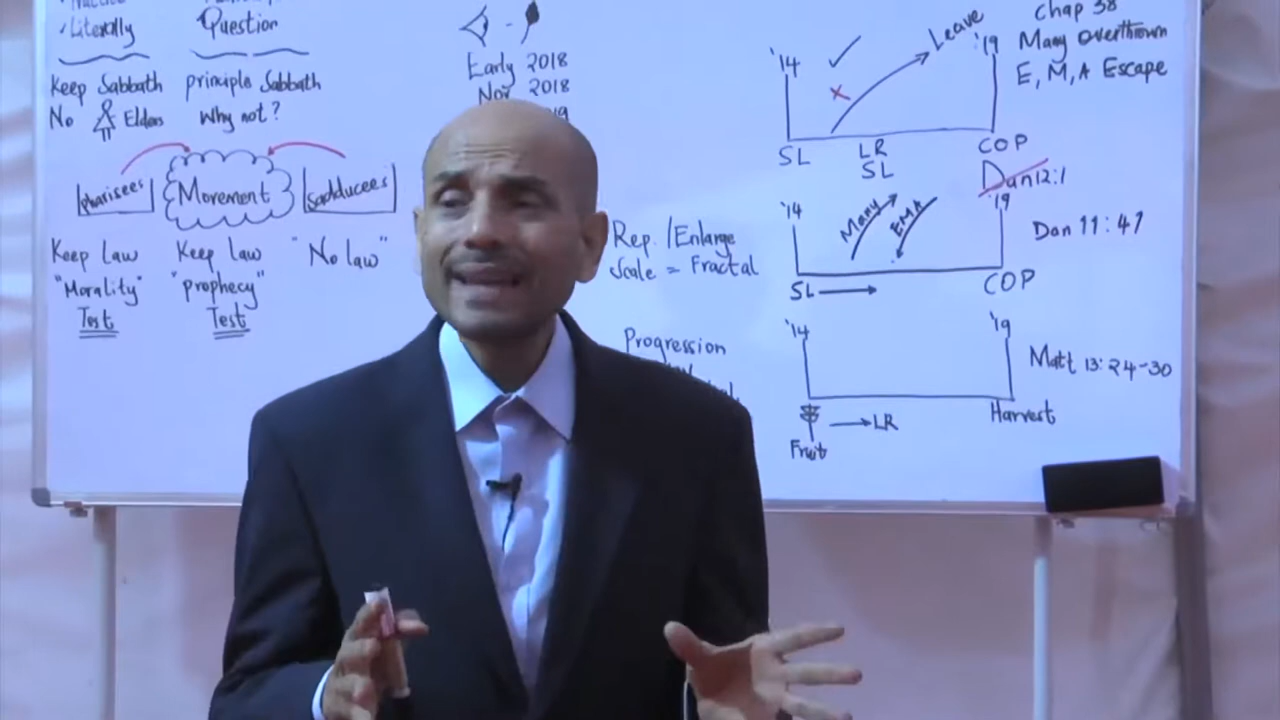 Literally
Question
Keep Sabbath
No Elders
principle Sabbath
Why not?
pharisees
Movement
Sadducees
Keep Law
"Morality"
Test
Keep law
"prophecy"
Test
"No law"
Early 2018
Nov 2018
19
Rep. /Enlarge
Scale = Fractal
Progression
'14
✓
x
Leave
'19
SL
LR
SL
COP
Chap 38
Many overthrown
E, M, A Escape
Dan12:1
'14
Many
EMA
'19
SL
COP
Dan 11:41
'14
'19
Fruit
LR
Harvest
Matt 13:24-30